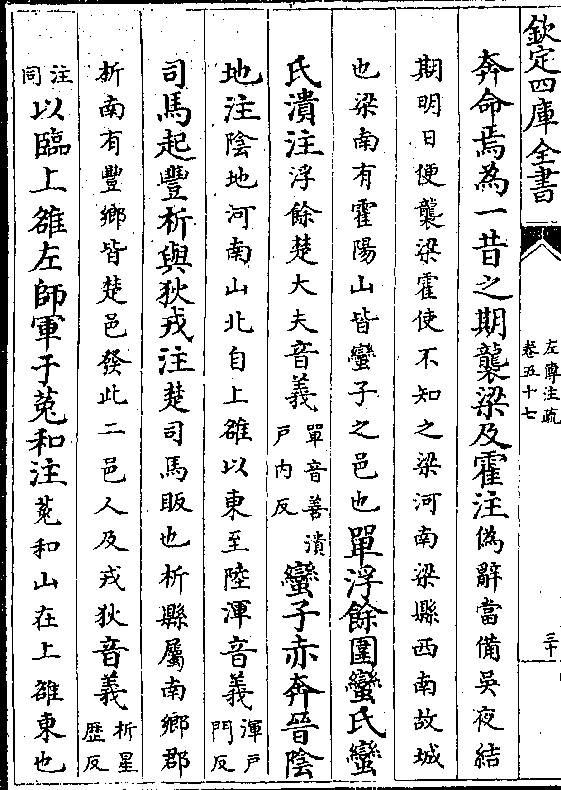 欽定四庫全書
左傳注疏
卷五十七
三十
奔命焉為一昔之期襲梁及霍注偽辭當備吳夜結
期明日便襲梁霍使不知之梁河南梁縣西南故城
也梁南有霍陽山皆蠻子之邑也單浮餘圍蠻氏蠻
氏潰注浮餘楚大夫音義單音善潰戶内反蠻子赤奔晉陰
地注陰地河南山北自上雒以東至陸渾音義渾戶門反
司馬起豐析與狄戎注楚司馬販也析縣屬南鄉郡
析南有豐鄉皆楚邑發此二邑人及戎狄音義析星歷反
注同以臨上雒左師軍于菟和注菟和山在上雒東也